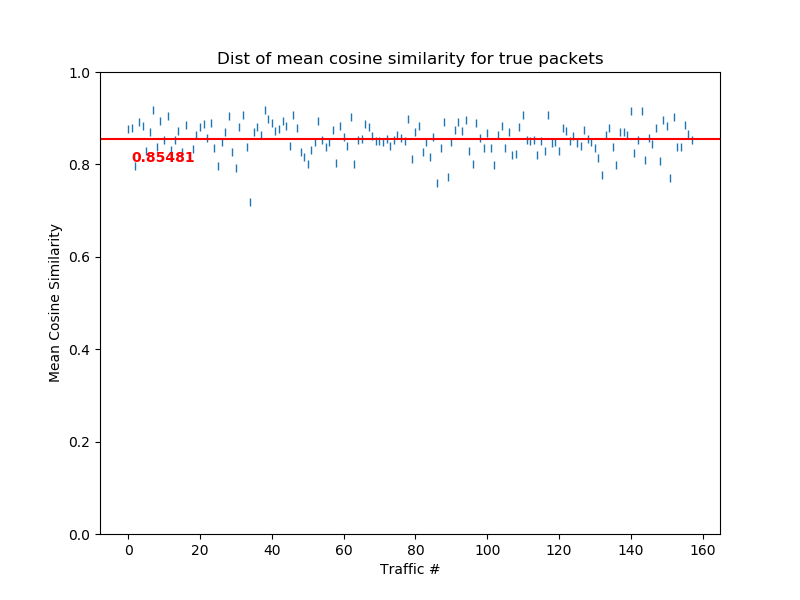 Dist of mean cosine similarity for true packets
1.0
0.8
0.6
0.4
0.2
0.0
Mean Cosine Similarity
0.85481
0 20 40 60 80 100 120 140 160
Traffic #